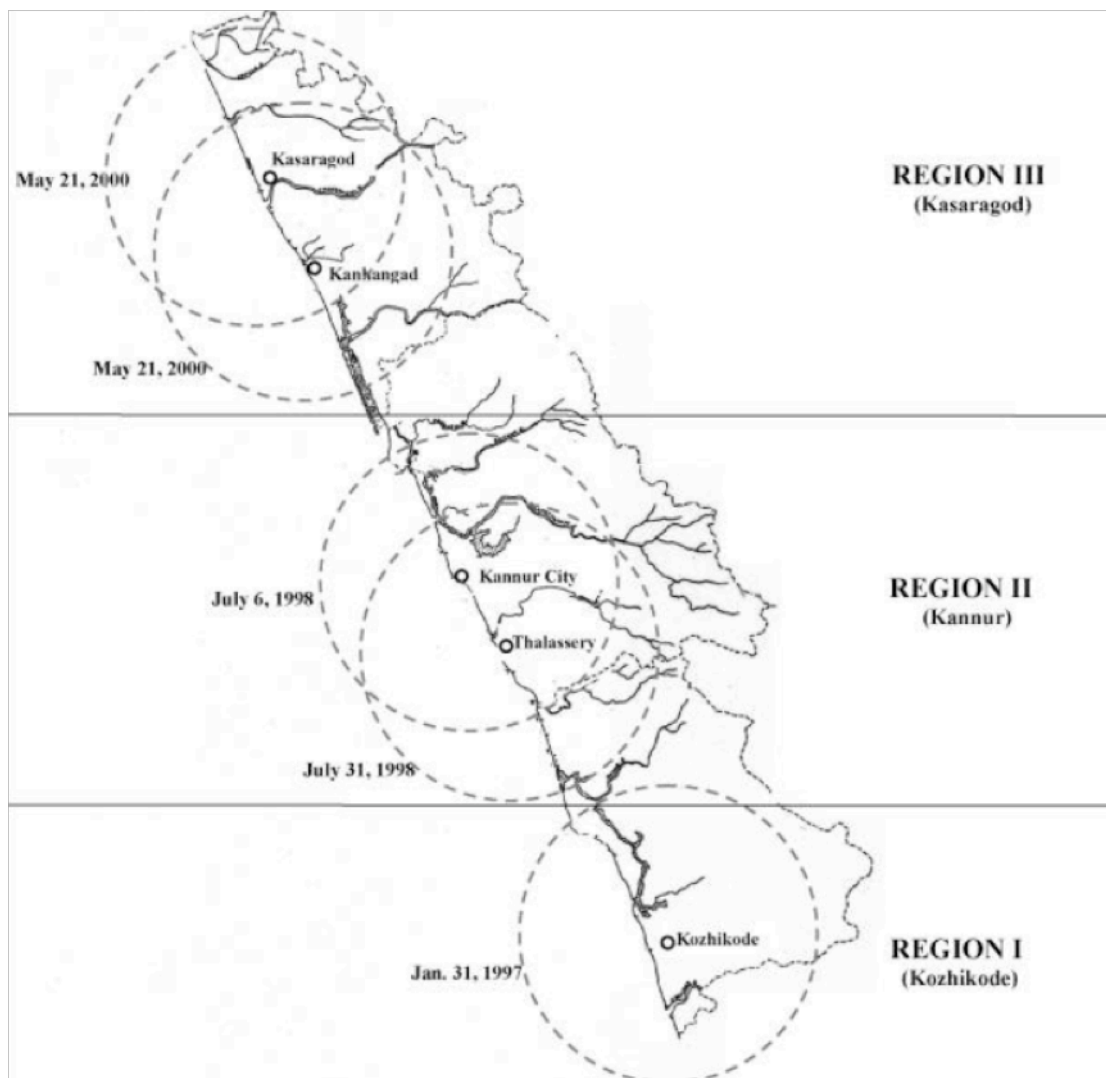 Kasaragod
May 21, 2000
REGION III
(Kasaragod)
Kanhangad
May 21, 2000
Kannur City
July 6, 1998
REGION II
(Kannur)
Thalassery
July 31, 1998
Kozhikode
REGION I
(Kozhikode)
Jan. 31, 1997